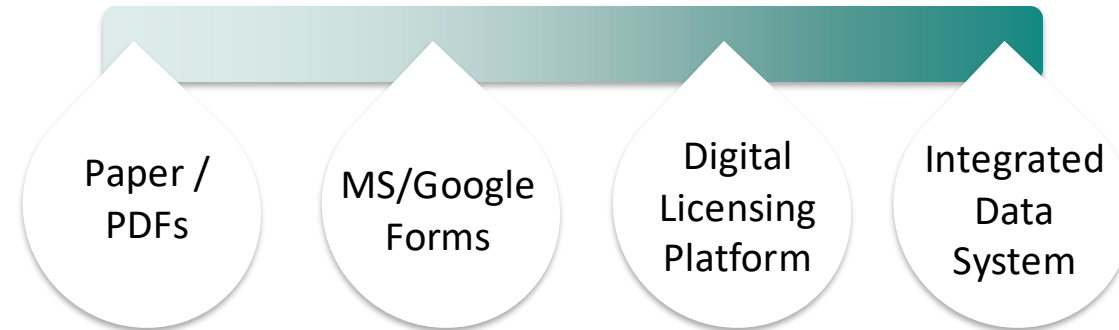 Paper /
PDFs
MS/Google
Forms
Digital
Licensing
Platform
Integrated
Data
System